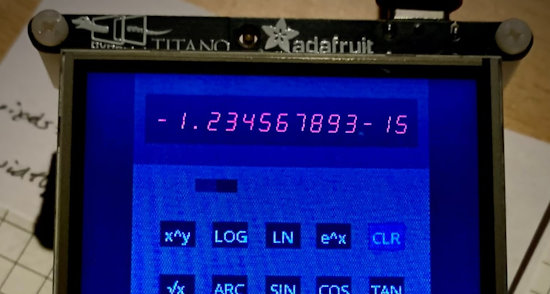 TITANO
adafruit
-1.234567893-15
x^y LOG LN e^x CLR
√x ARC SIN COS TAN